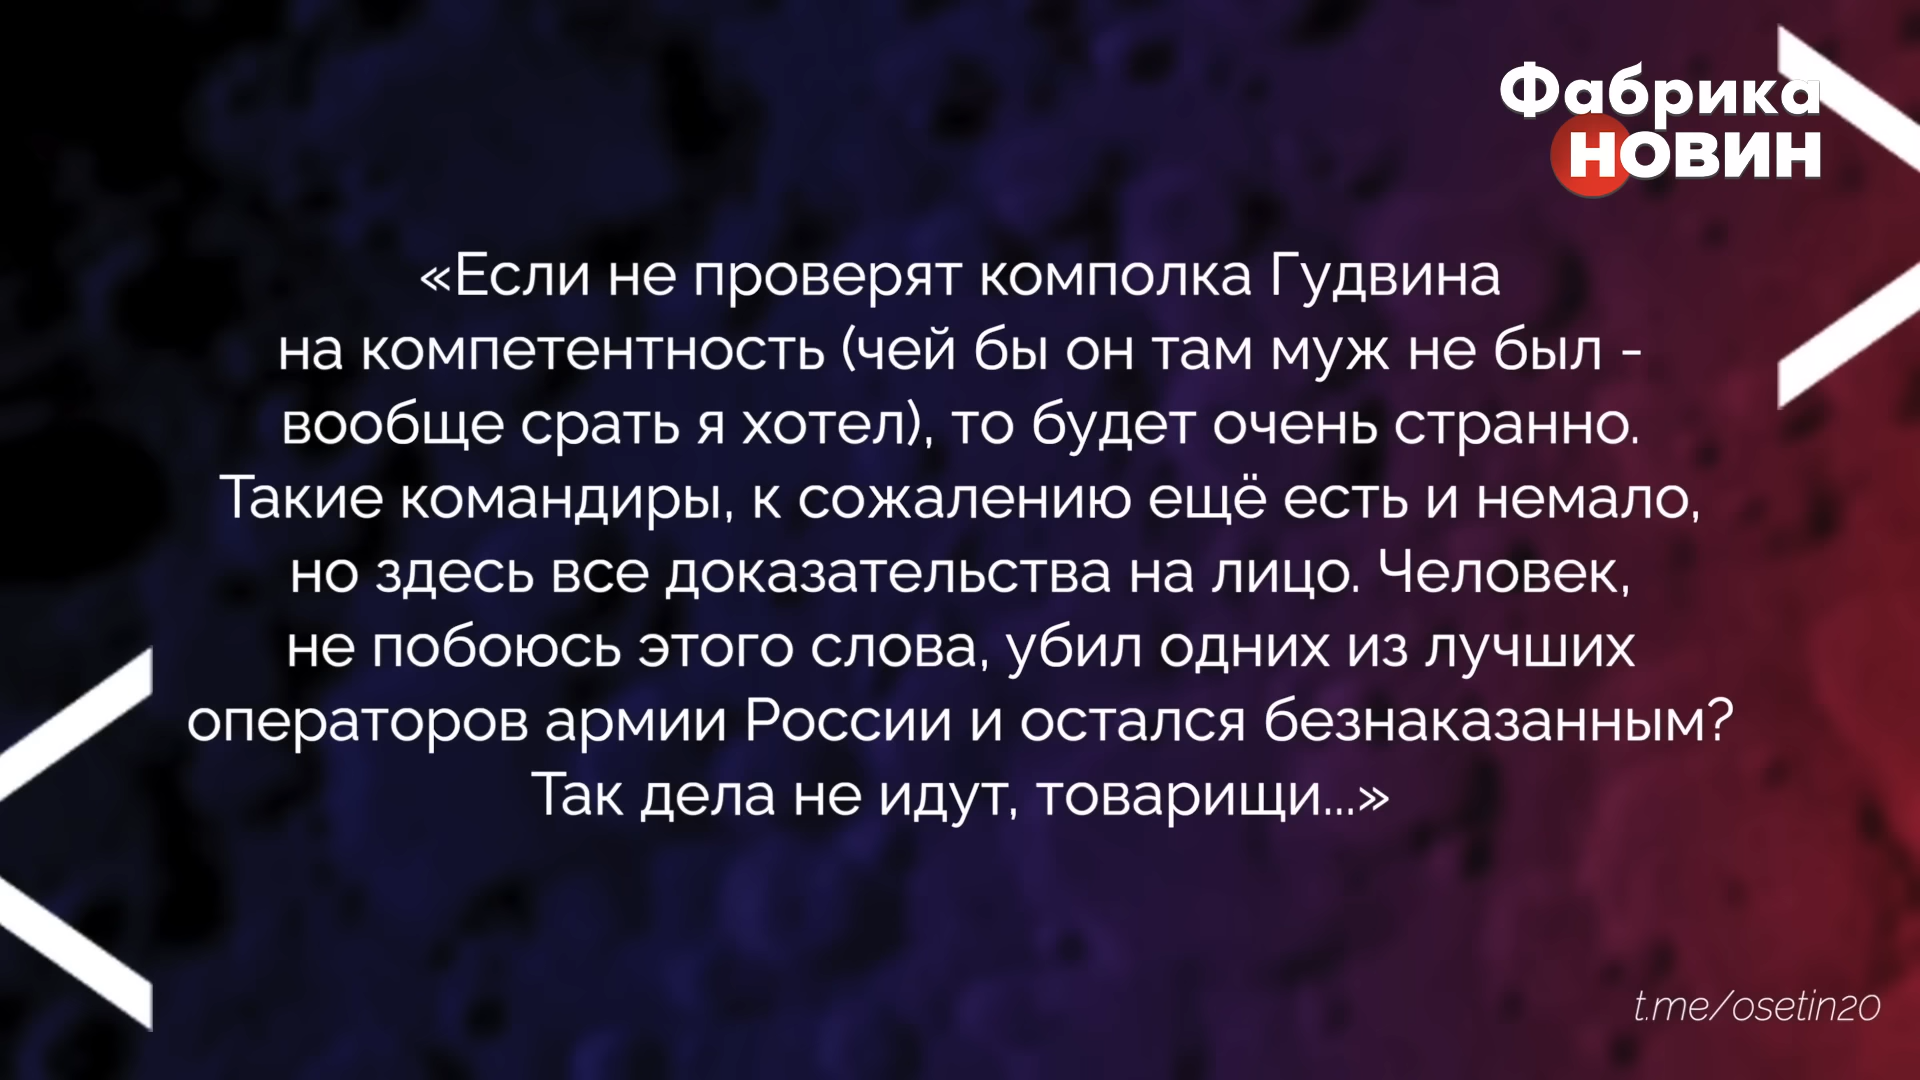 Фабрика
новин
«Если не проверят комполка Гудвина
на компетентность (чей бы он там муж не был -
вообще срать я хотел), то будет очень странно.
Такие командиры, к сожалению ещё есть и немало,
но здесь все доказательства на лицо. Человек,
не побоюсь этого слова, убил одних из лучших
операторов армии России и остался безнаказанным?
Так дела не идут, товарищи...»
t.me/osetin20